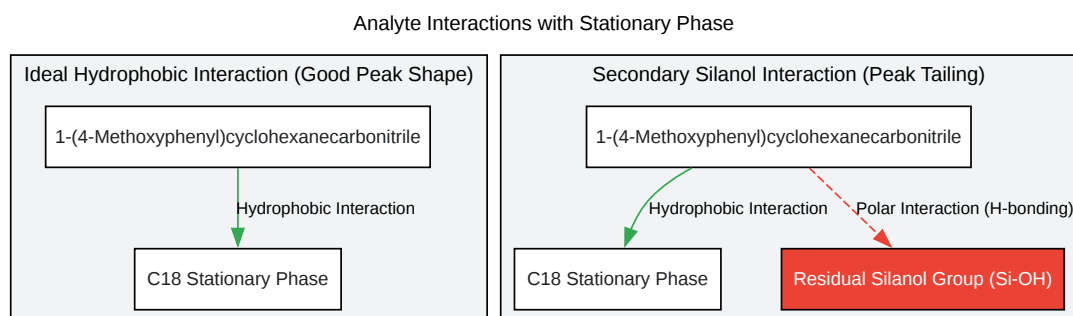 Analyte Interactions with Stationary Phase
Ideal Hydrophobic Interaction (Good Peak Shape)
1-(4-Methoxyphenyl)cyclohexanecarbonitrile
Hydrophobic Interaction
C18 Stationary Phase
Secondary Silanol Interaction (Peak Tailing)
1-(4-Methoxyphenyl)cyclohexanecarbonitrile
Hydrophobic Interaction
Polar Interaction (H-bonding)
C18 Stationary Phase
Residual Silanol Group (Si-OH)